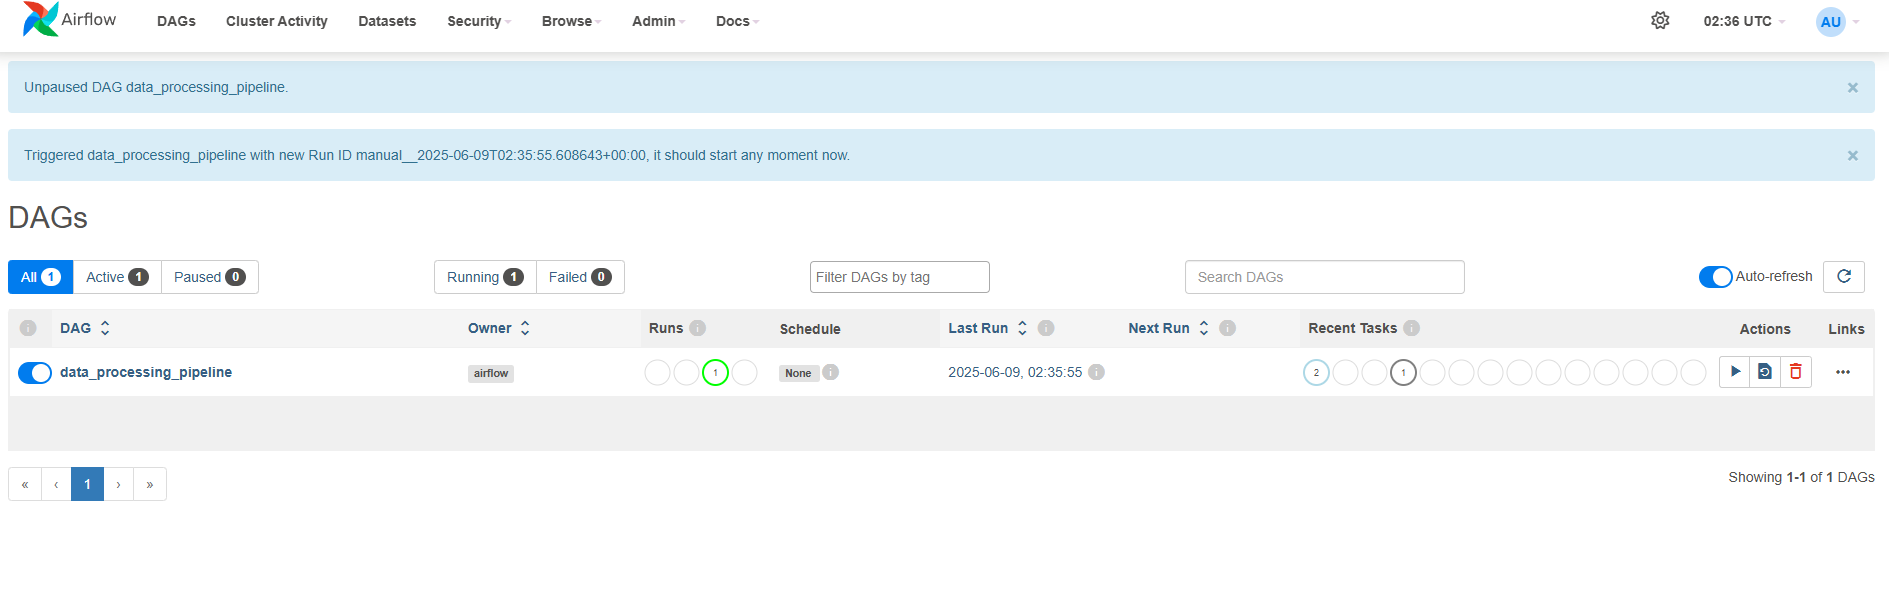 Airflow DAGs Cluster Activity Datasets Security Browse Admin Docs 02:36 UTC AU
Unpaused DAG data_processing_pipeline. ×
Triggered data_processing_pipeline with new Run ID manual__2025-06-09T02:35:55.608643+00:00, it should start any moment now. ×
DAGs
All 1 Active 1 Paused 0 Running 1 Failed 0 Filter DAGs by tag Search DAGs Auto-refresh
DAG Owner Runs Schedule Last Run Next Run Recent Tasks Actions Links
data_processing_pipeline airflow 1 None 2025-06-09, 02:35:55 2 1
« ‹ 1 › » Showing 1-1 of 1 DAGs